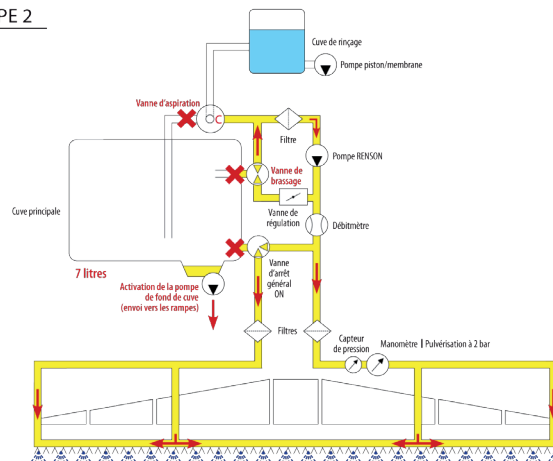 PE 2
Cuve de rinçage
Pompe piston/membrane
Vanne d'aspiration
C
Filtre
Pompe RENSON
Vanne de
brassage
Vanne de
régulation
Débitmètre
Cuve principale
7 litres
Activation de la pompe
de fond de cuve
(envoi vers les rampes)
Vanne
d'arrêt
général
ON
Filtres
Capteur
de pression
Manomètre | Pulvérisation à 2 bar